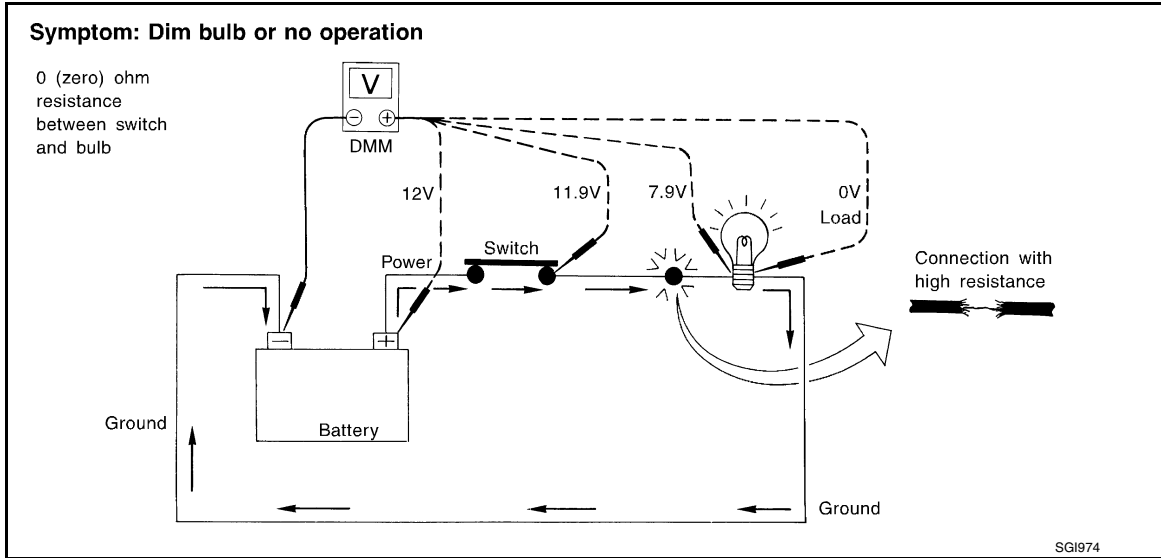 Symptom: Dim bulb or no operation
0 (zero) ohm
resistance
between switch
and bulb
V
DMM
12V
11.9V
7.9V
0V
Load
Switch
Power
Connection with
high resistance
Ground
Battery
Ground
SGI974